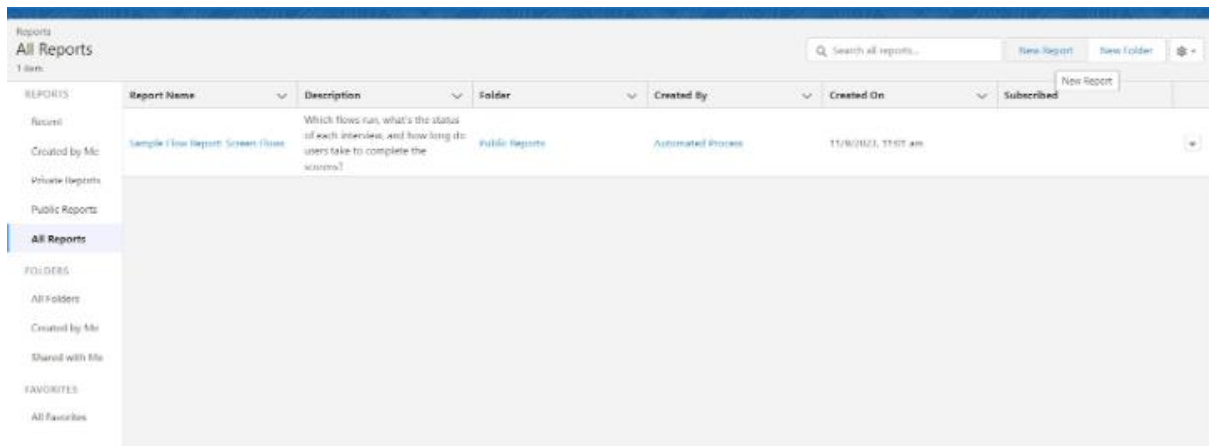 Reports
All Reports
1 item
Search all reports...
New Report
New Folder
New Report
REPORTS
Recent
Created by Me
Private Reports
Public Reports
All Reports
FOLDERS
All Folders
Created by Me
Shared with Me
FAVORITES
All Favorites
Report Name
Description
Folder
Created By
Created On
Subscribed
Sample Flow Report: Screen Flows
Which flows run, what's the status
of each interview, and how long do
users take to complete the
screens?
Public Reports
Automated Process
am